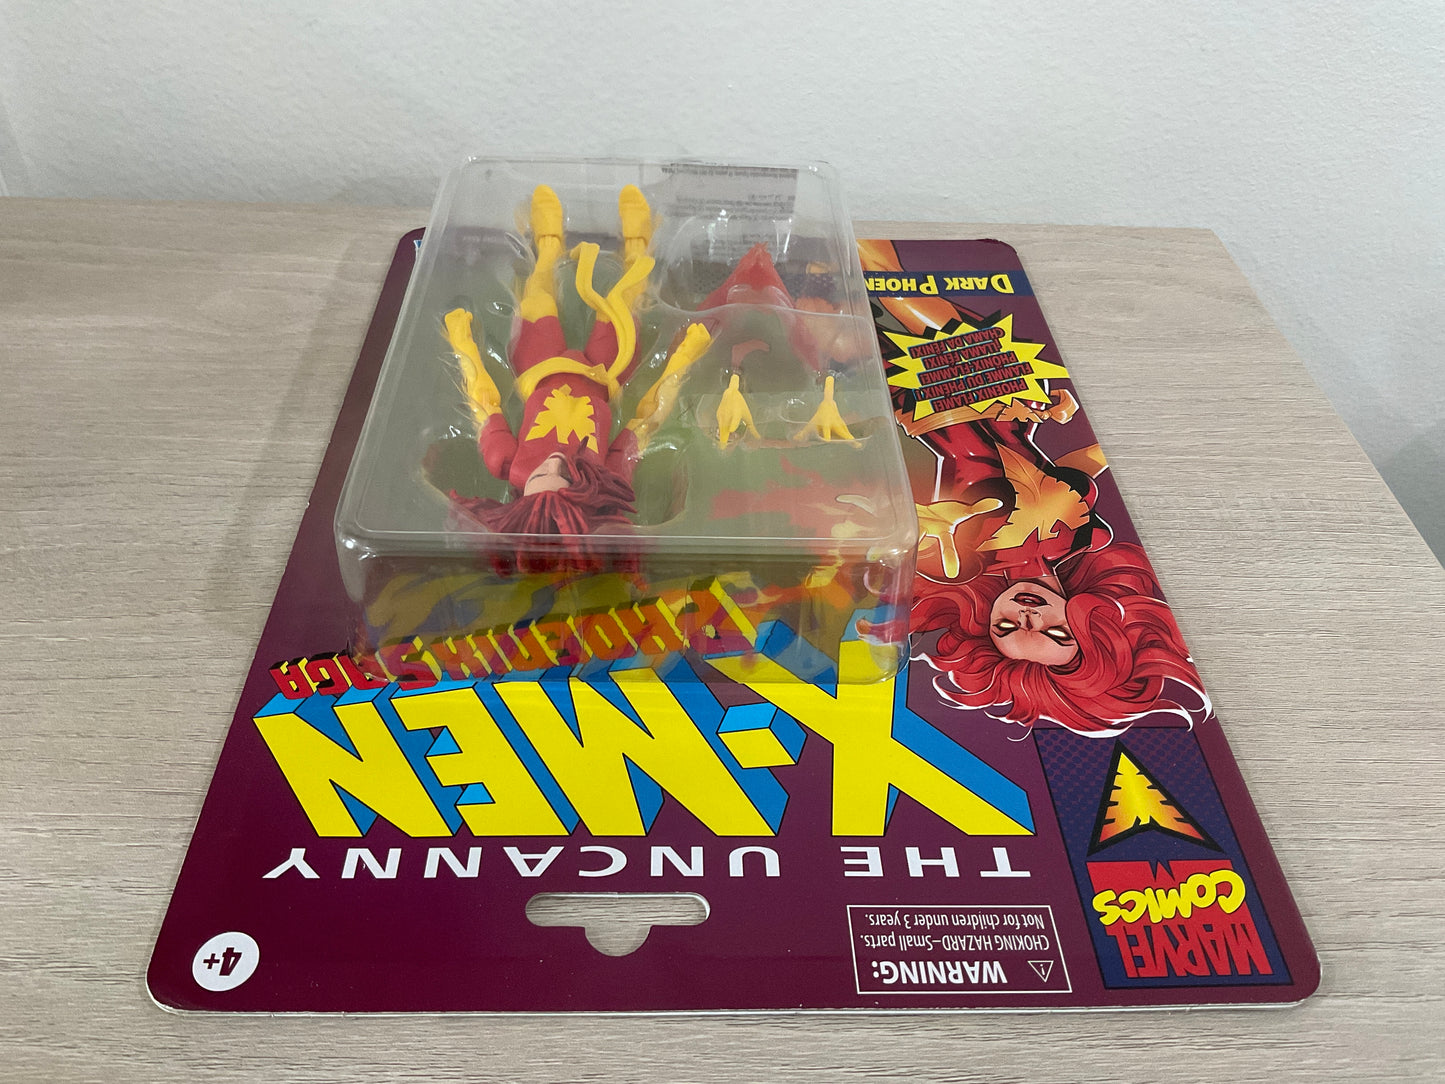 4+
WARNING:
CHOKING HAZARD–Small parts.
Not for children under 3 years.
MARVEL
COMICS
THE UNCANNY
X-MEN
PHOENIX SAGA
PHOENIX FLAME!
FLAMME DU PHÉNIX !
PHÖNIX-FLAMME!
¡LLAMA FÉNIX!
CHAMA DA FÊNIX!
DARK